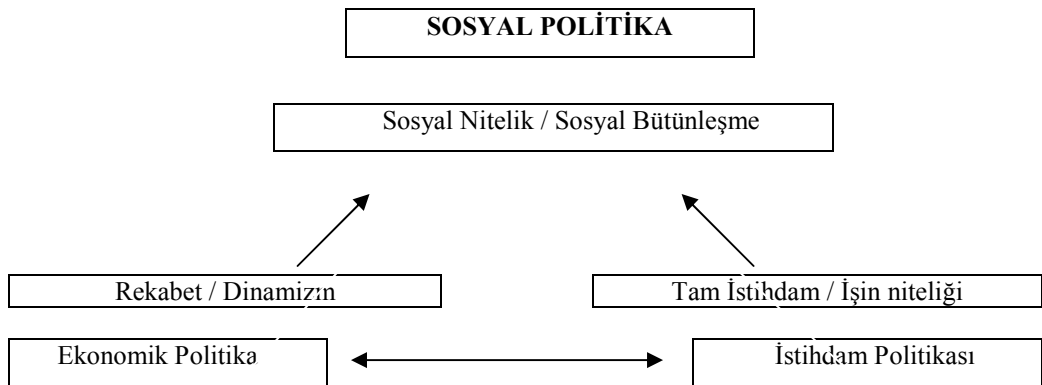 SOSYAL POLİTİKA
Sosyal Nitelik / Sosyal Bütünleşme
Rekabet / Dinamizm
Tam İstihdam / İşin niteliği
Ekonomik Politika
İstihdam Politikası